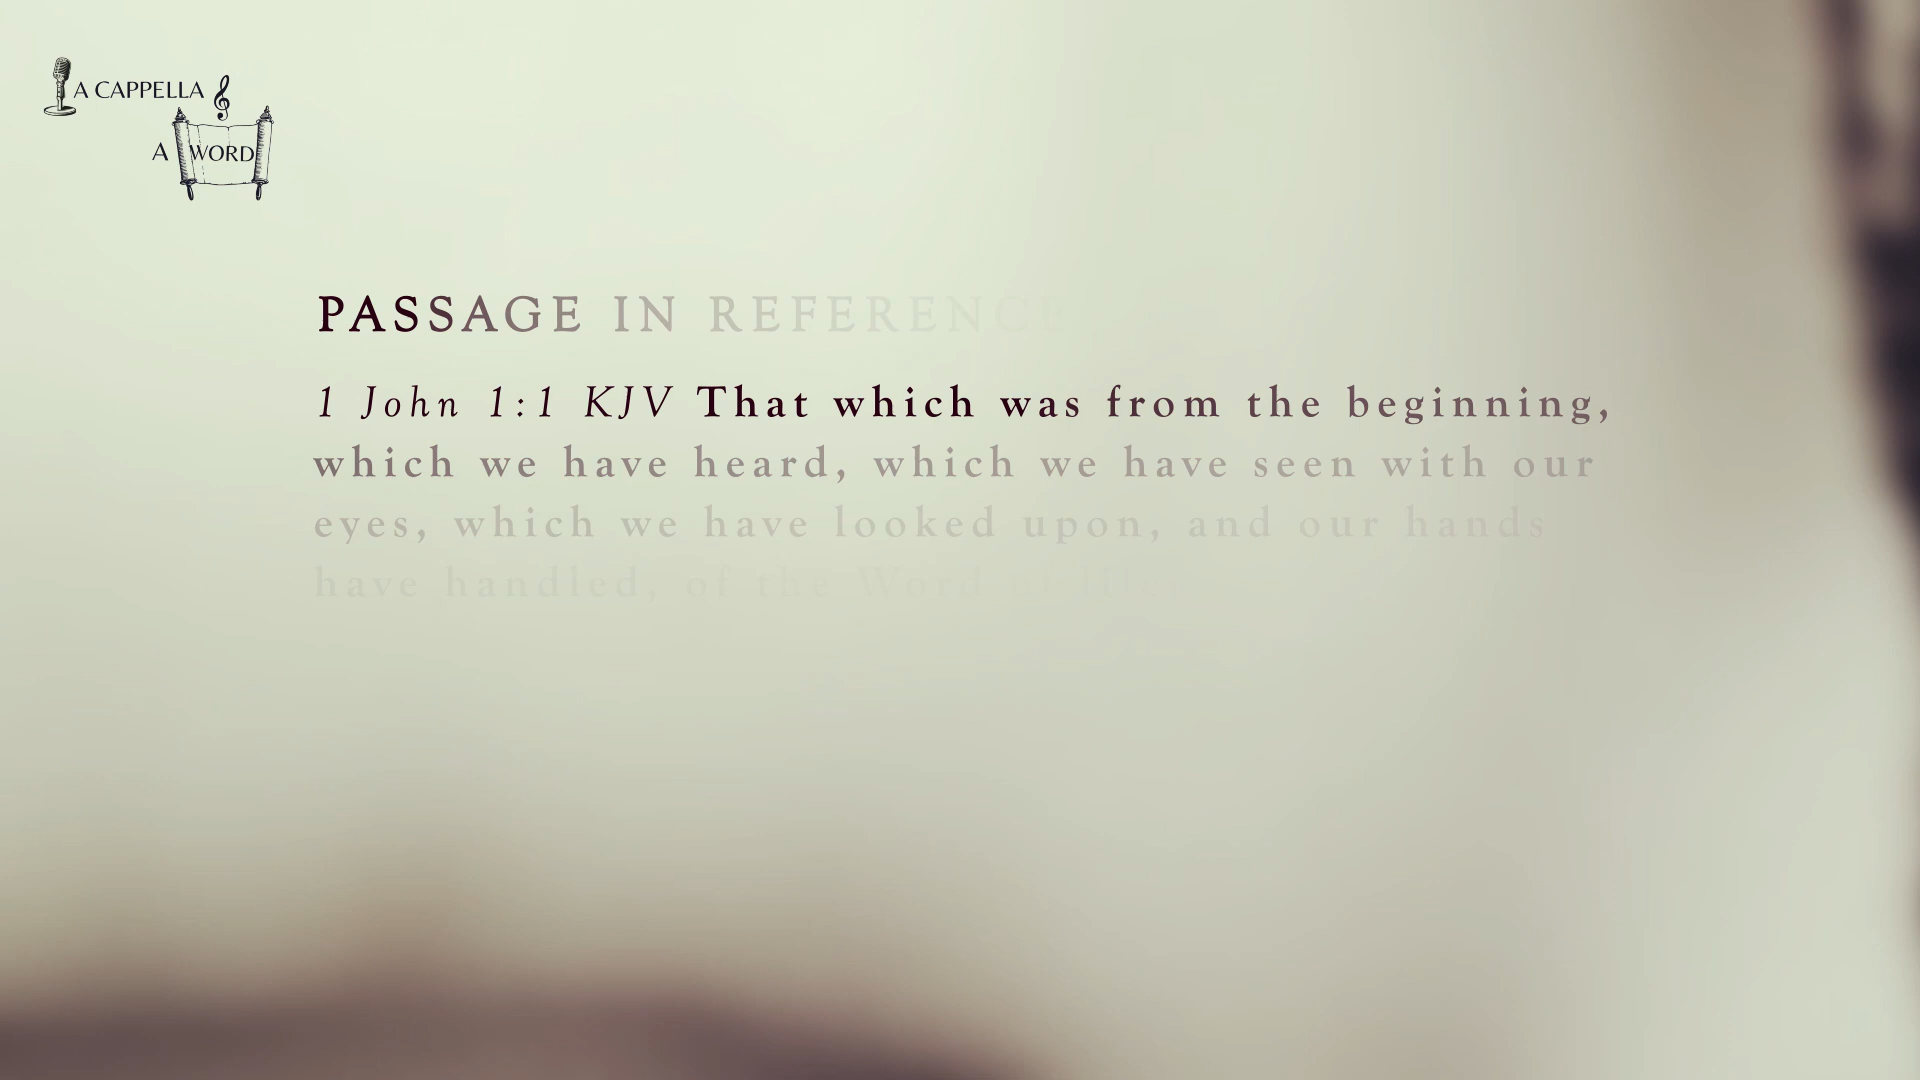 A CAPPELLA
A WORD
PASSAGE IN REFERENCE
1 John 1:1 KJV That which was from the beginning,
which we have heard, which we have seen with our
eyes, which we have looked upon, and our hands
have handled, of the Word